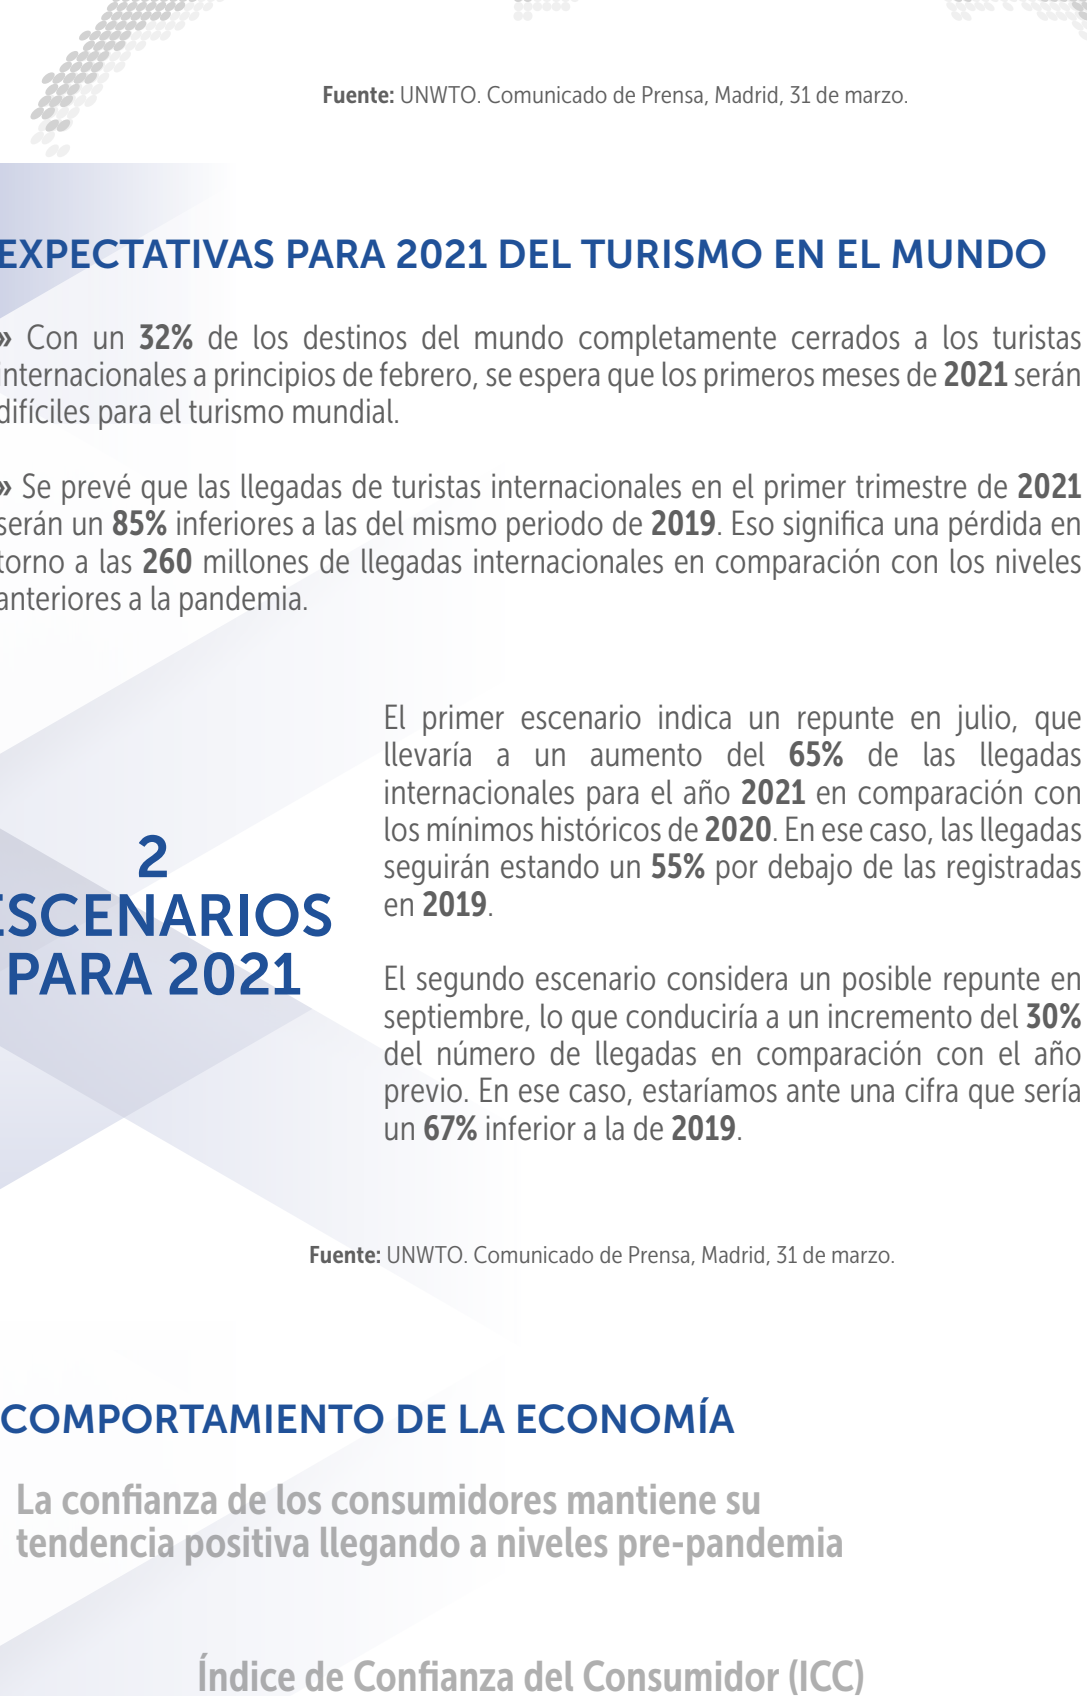 Fuente: UNWTO. Comunicado de Prensa, Madrid, 31 de marzo.
EXPECTATIVAS PARA 2021 DEL TURISMO EN EL MUNDO
» Con un 32% de los destinos del mundo completamente cerrados a los turistas
internacionales a principios de febrero, se espera que los primeros meses de 2021 serán
difíciles para el turismo mundial.
» Se prevé que las llegadas de turistas internacionales en el primer trimestre de 2021
serán un 85% inferiores a las del mismo periodo de 2019. Eso significa una pérdida en
torno a las 260 millones de llegadas internacionales en comparación con los niveles
anteriores a la pandemia.
2
ESCENARIOS
PARA 2021
El primer escenario indica un repunte en julio, que
llevaría a un aumento del 65% de las llegadas
internacionales para el año 2021 en comparación con
los mínimos históricos de 2020. En ese caso, las llegadas
seguirán estando un 55% por debajo de las registradas
en 2019.
El segundo escenario considera un posible repunte en
septiembre, lo que conduciría a un incremento del 30%
del número de llegadas en comparación con el año
previo. En ese caso, estaríamos ante una cifra que sería
un 67% inferior a la de 2019.
Fuente: UNWTO. Comunicado de Prensa, Madrid, 31 de marzo.
COMPORTAMIENTO DE LA ECONOMÍA
La confianza de los consumidores mantiene su
tendencia positiva llegando a niveles pre-pandemia
Índice de Confianza del Consumidor (ICC)